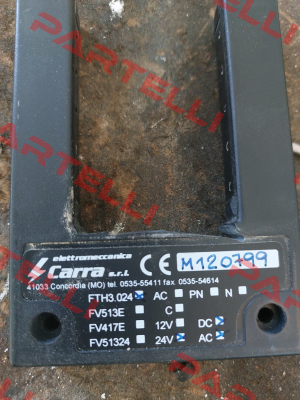 PARTELLI
PARTELLI
PARTELLI
PARTELLI
elettromeccanica
Carra s.r.l.
CE M120799
41033 Concordia (MO) tel. 0535-55411 fax. 0535-54614
FTH3.024 AC PN N
FV513E C
FV417E 12V DC
FV51324 24V AC